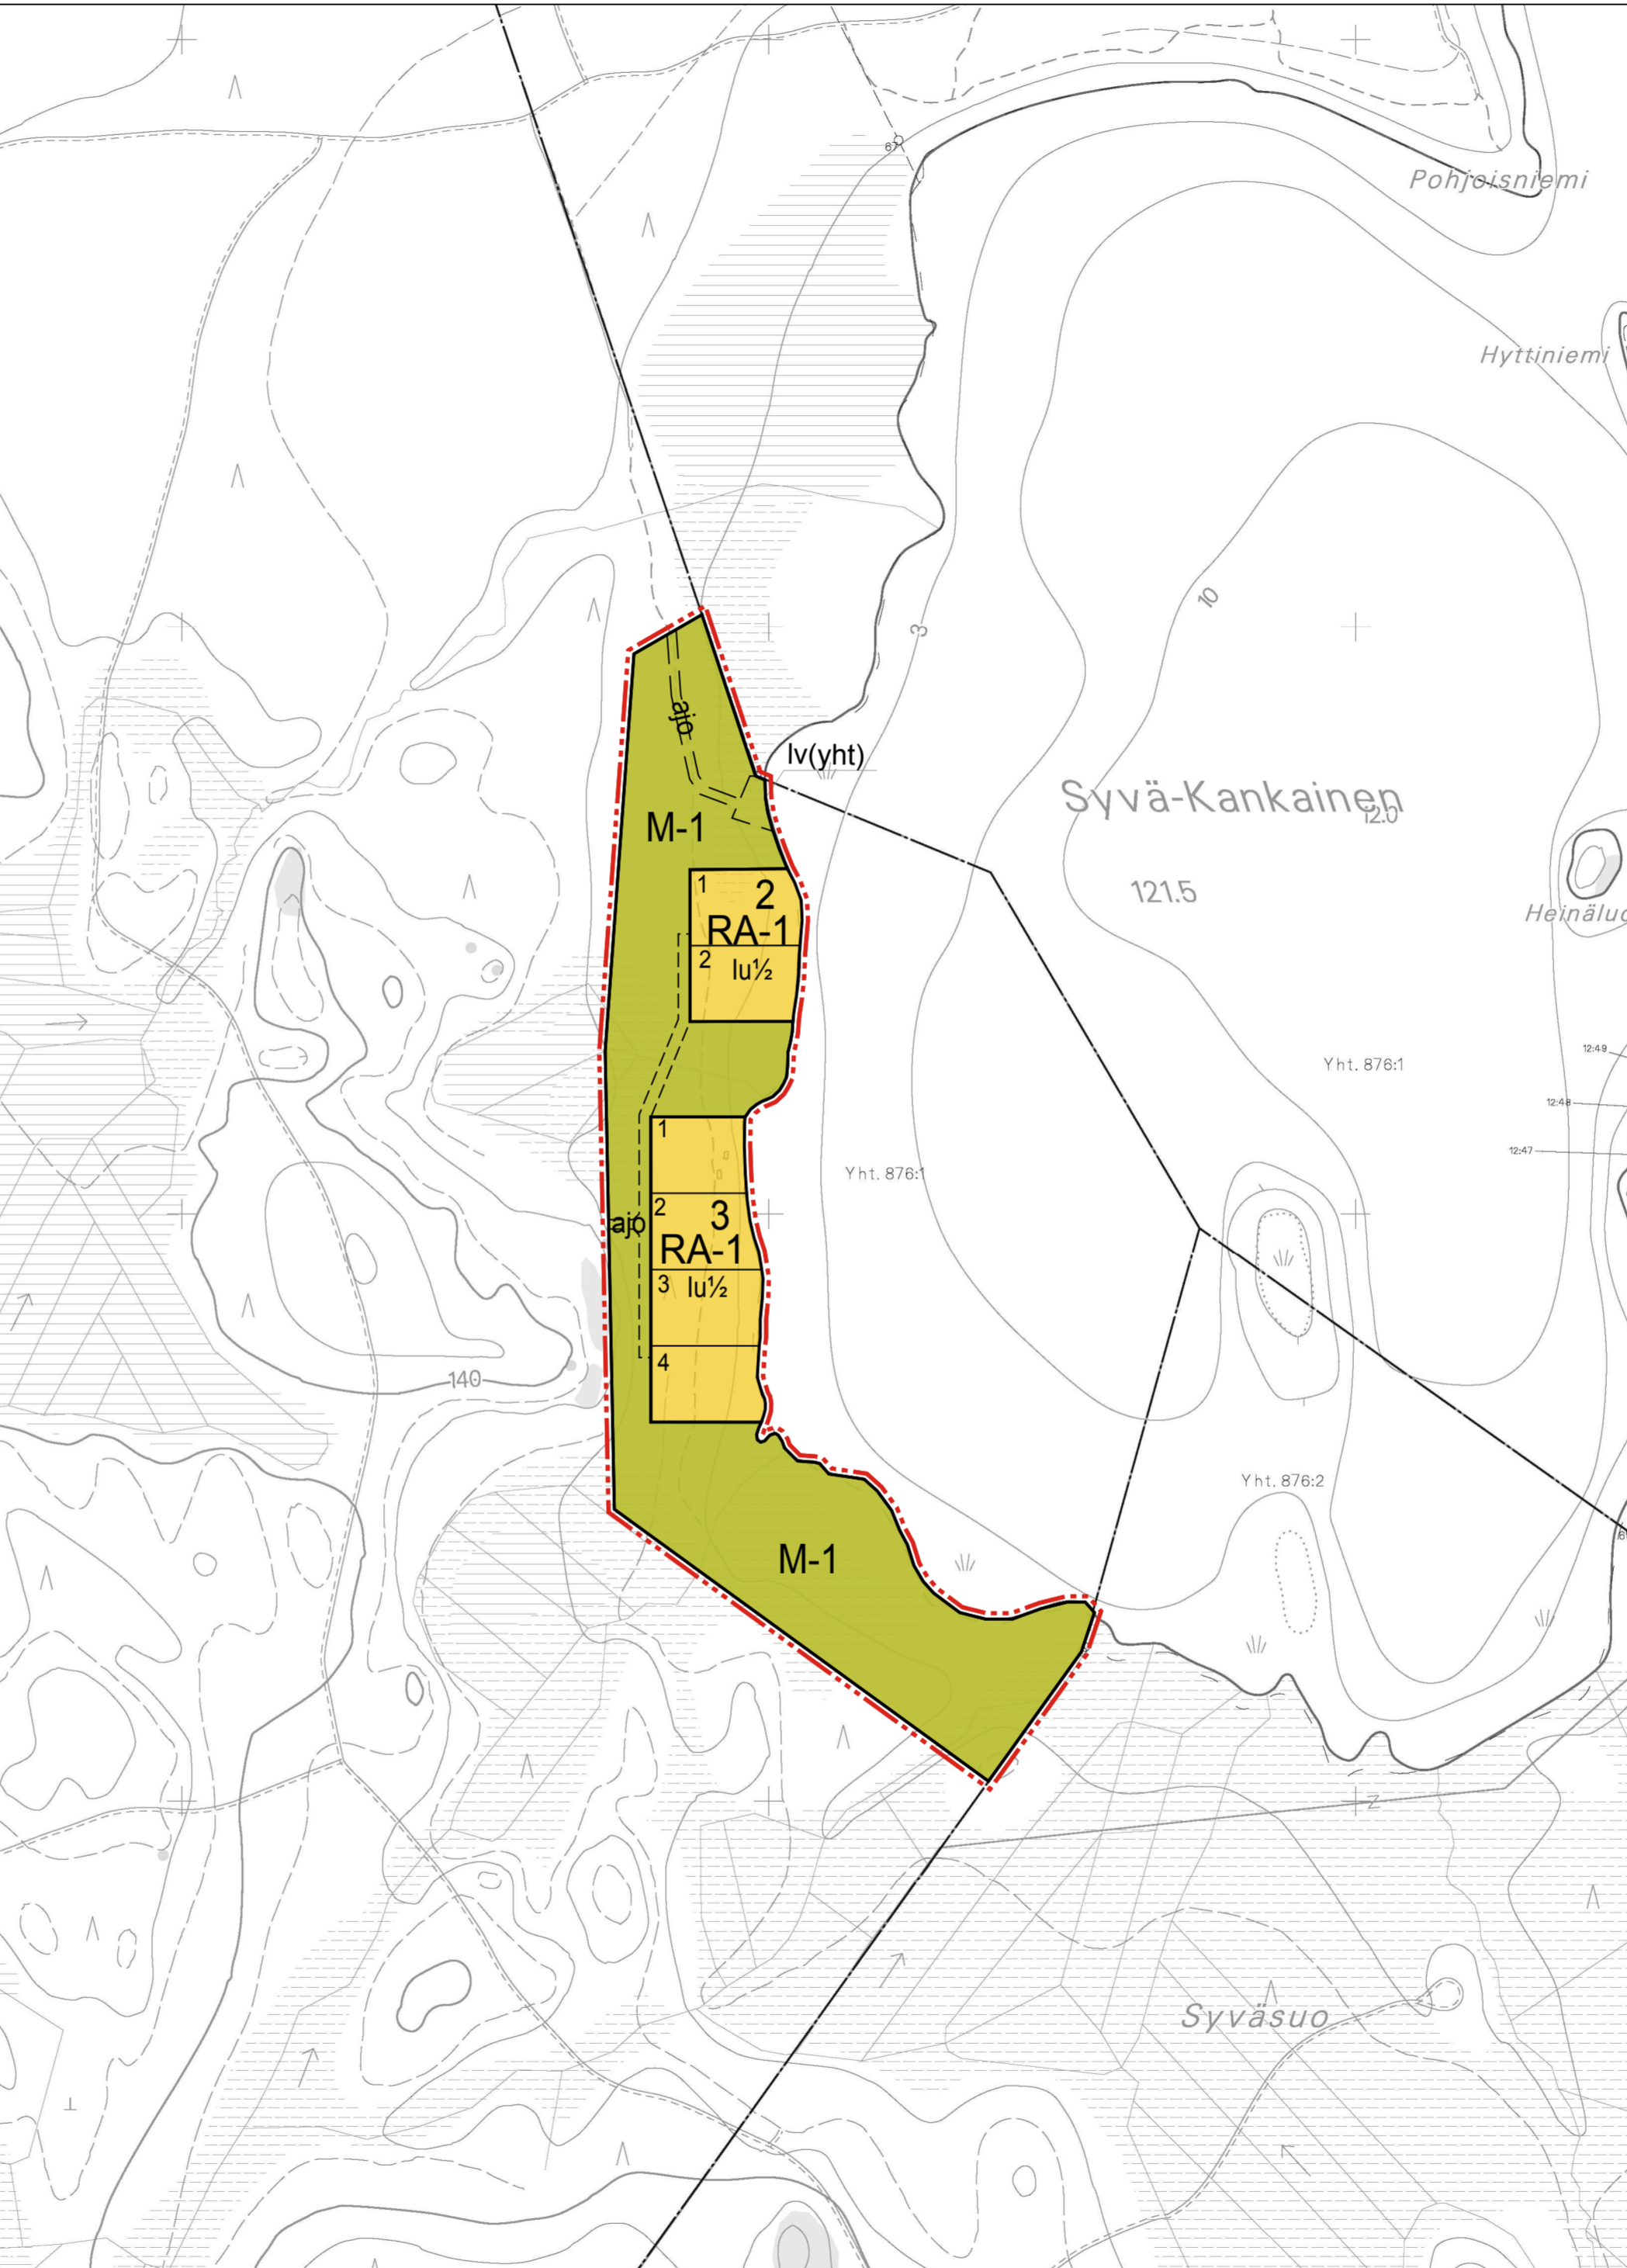 67
Pohjoisniemi
Hyttiniemi
10
3
ajo
lv(yht)
Syvä-Kankainen
12.0
M-1
121.5
1
2
RA-1
2 lu½
Yht. 876:1
12:49
12:48
12:47
1
Yht. 876:1
2 3
ajo
RA-1
3 lu½
4
140
Yht. 876:2
M-1
Syväsuo